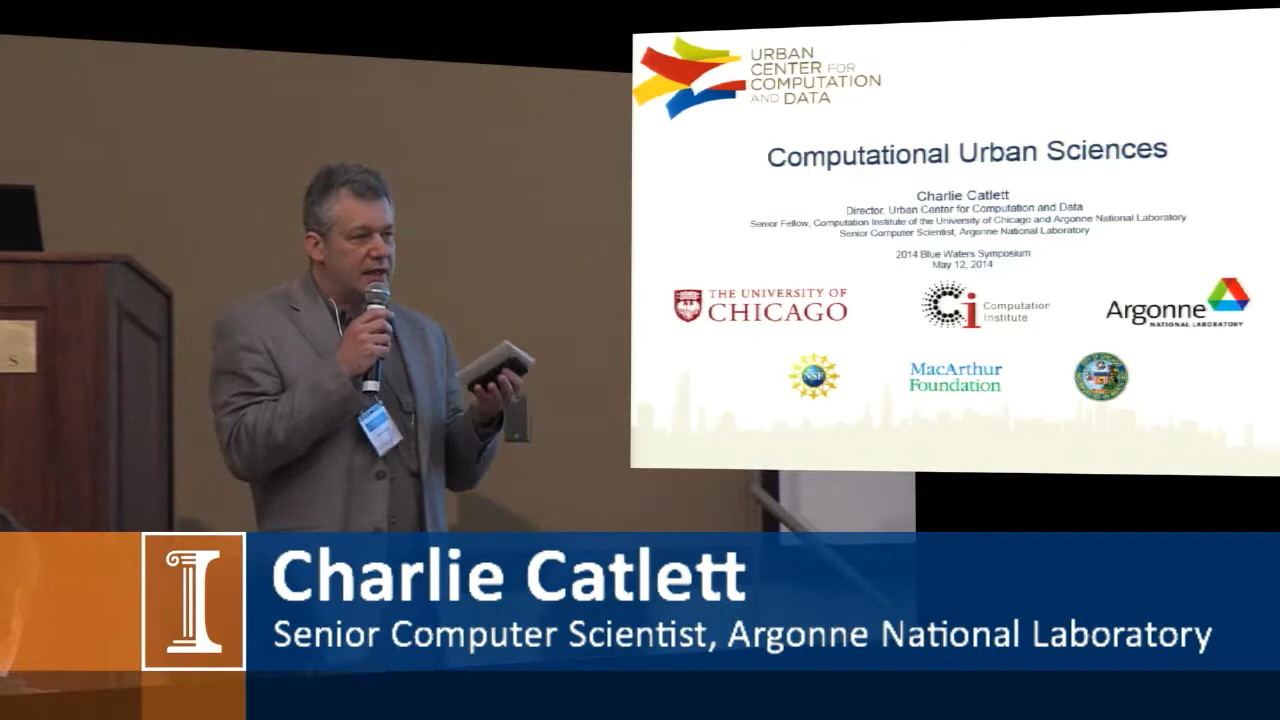 URBAN
CENTER FOR
COMPUTATION
AND DATA
Computational Urban Sciences
Charlie Catlett
Director, Urban Center for Computation and Data
Senior Fellow, Computation Institute of the University of Chicago and Argonne National Laboratory
Senior Computer Scientist, Argonne National Laboratory
2014 Blue Waters Symposium
May 12, 2014
THE UNIVERSITY OF
CHICAGO
Ci
Computation
Institute
Argonne
NATIONAL LABORATORY
NSF
MacArthur
Foundation
S
I
Charlie Catlett
Senior Computer Scientist, Argonne National Laboratory